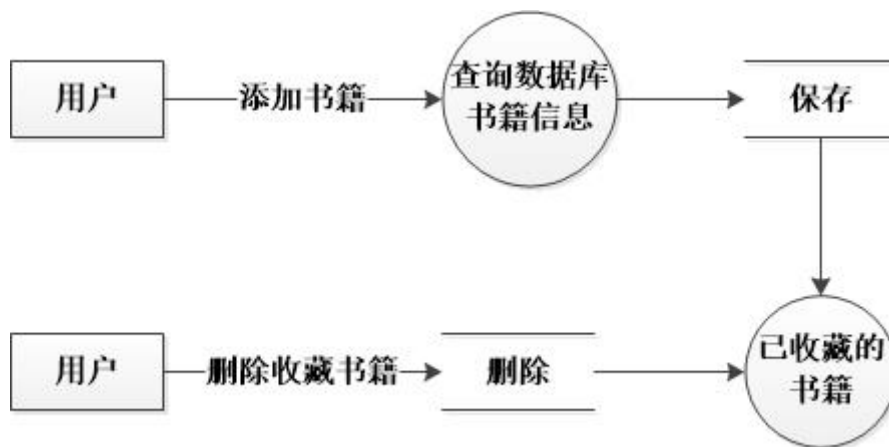 用户
添加书籍
查询数据库
书籍信息
保存
用户
删除收藏书籍
删除
已收藏的
书籍